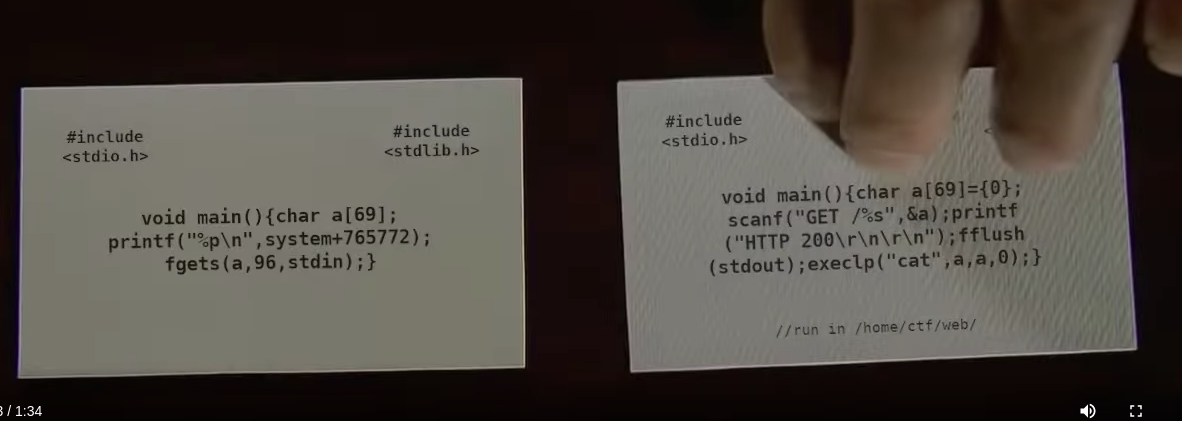 #include
<stdio.h>
#include
<stdlib.h>
void main(){char a[69];
printf("%p\n",system+765772);
fgets(a,96,stdin);}
#include
<stdio.h>
<
void main(){char a[69]={0};
scanf("GET /%s",&a);printf
("HTTP 200\r\n\r\n");fflush
(stdout);execlp("cat",a,a,0);}
//run in /home/ctf/web/
/ 1:34